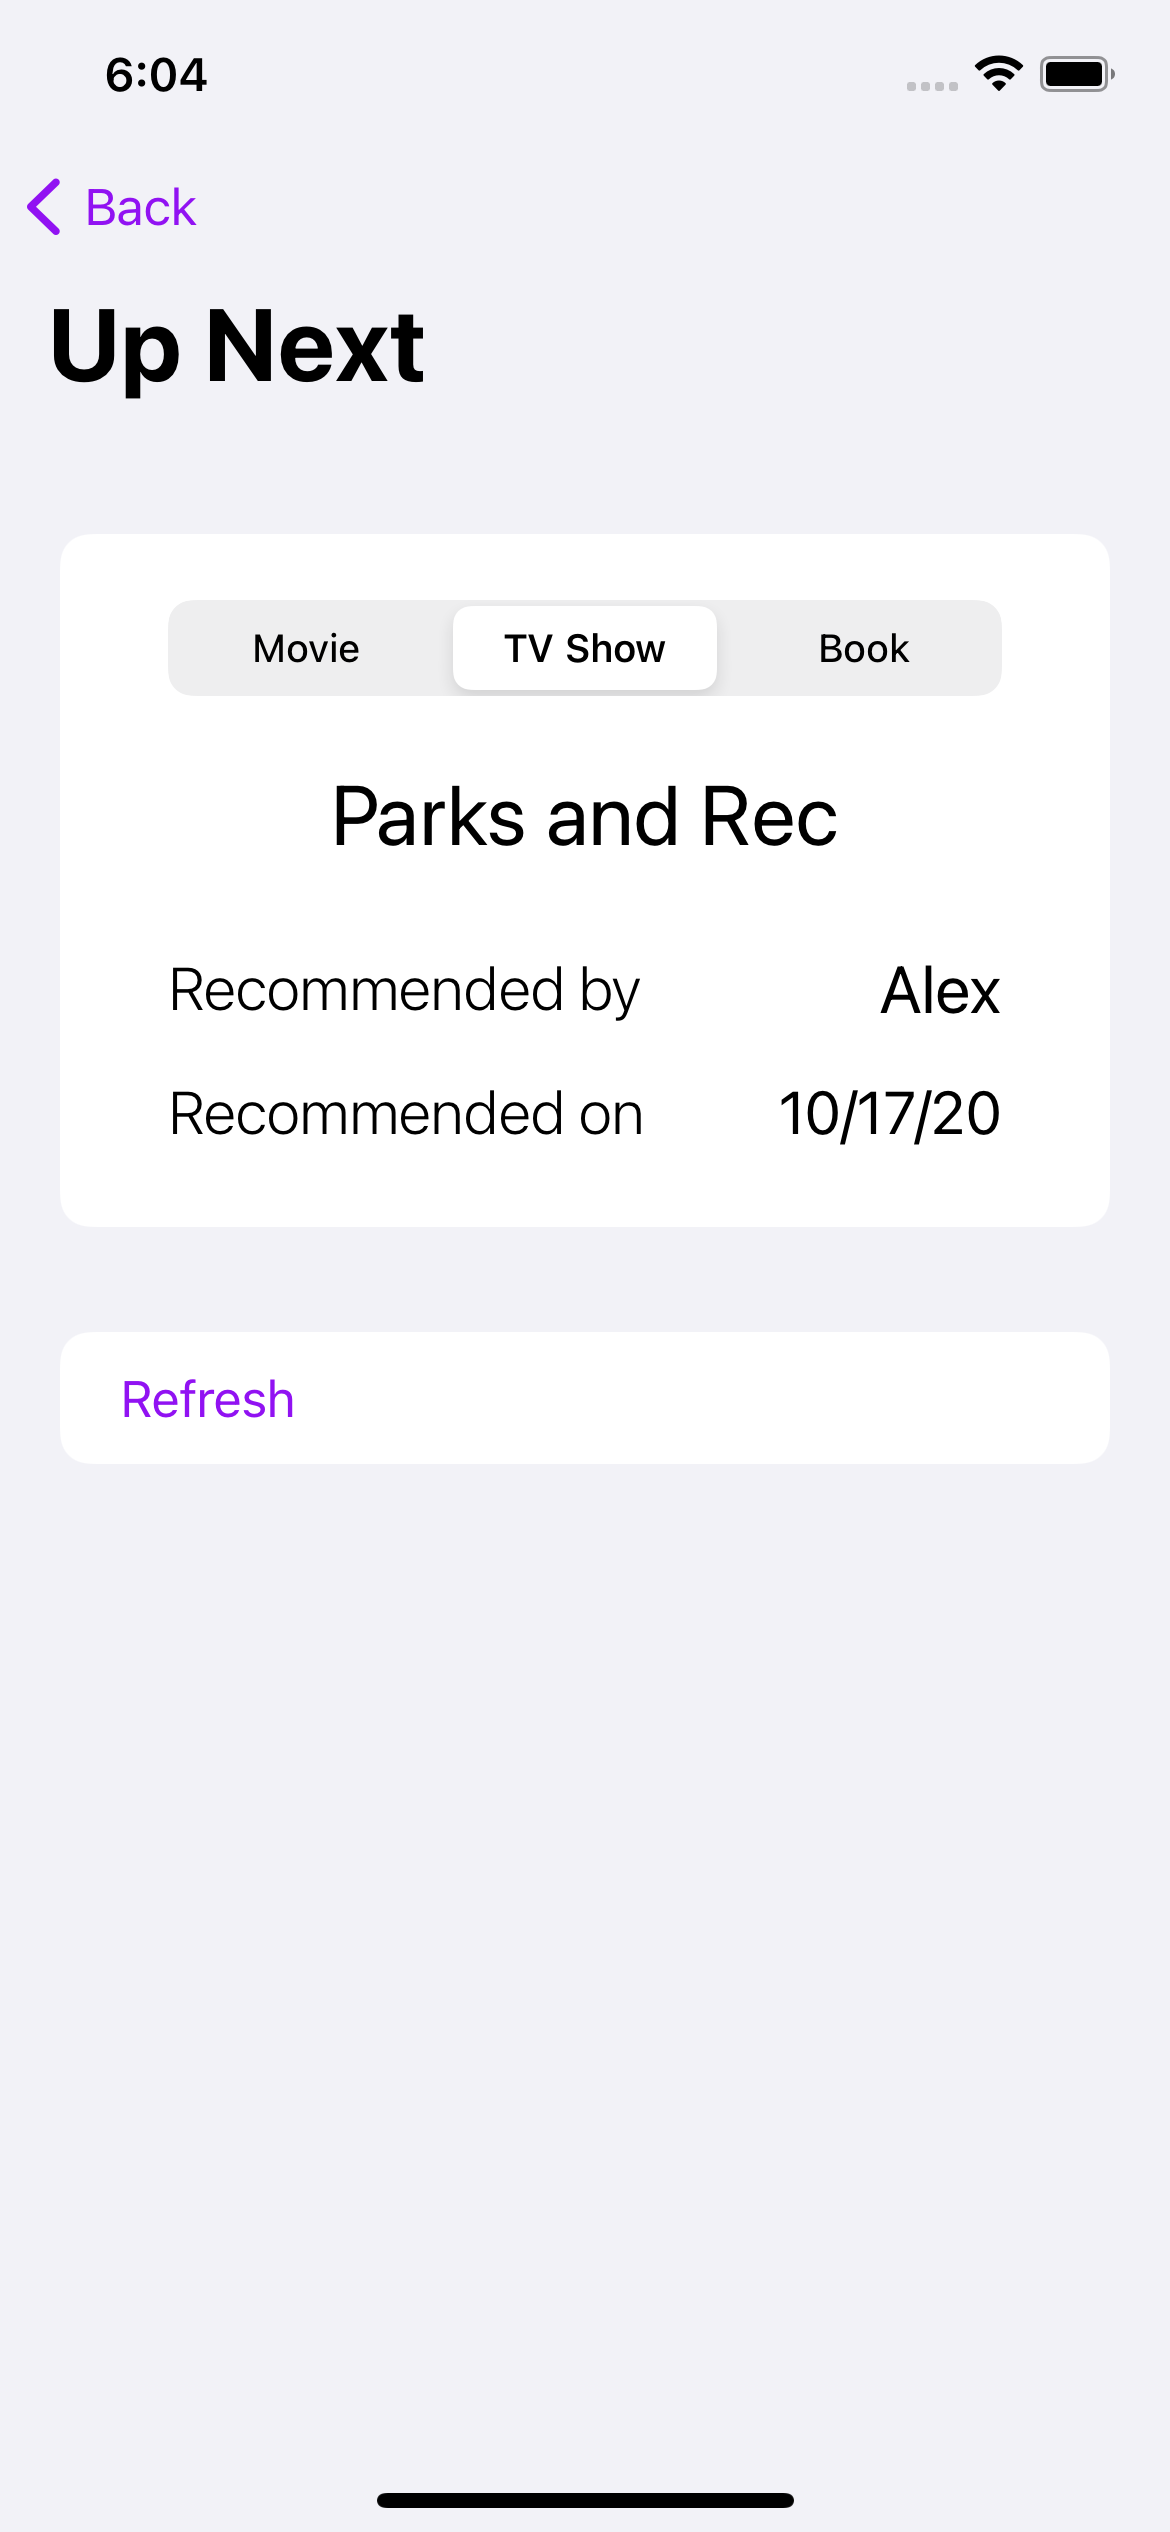 6:04
Back
Up Next
Movie TV Show Book
Parks and Rec
Recommended by Alex
Recommended on 10/17/20
Refresh